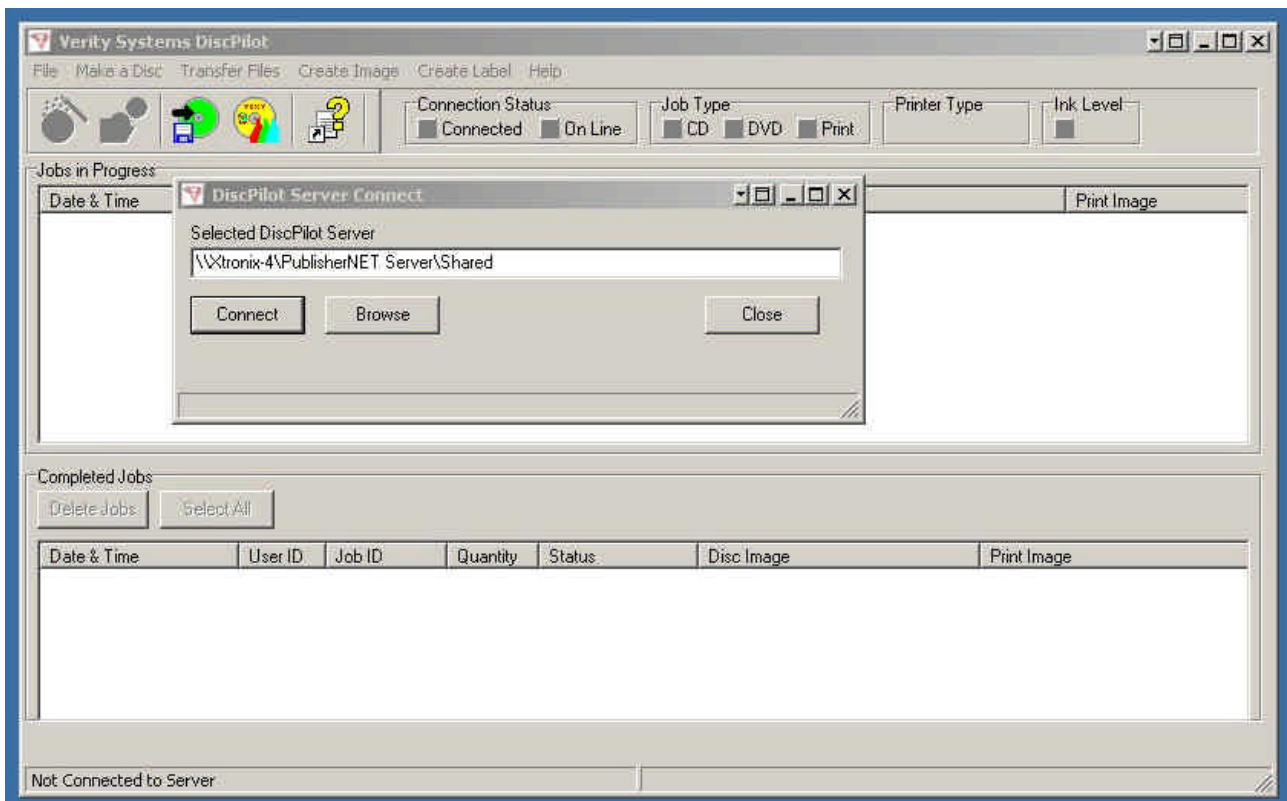 Verity Systems DiscPilot
File Make a Disc Transfer Files Create Image Create Label Help
Connection Status Job Type Printer Type Ink Level
Connected On Line CD DVD Print
Jobs in Progress
Date & Time Print Image
DiscPilot Server Connect
Selected DiscPilot Server
\\Xtronix-4\PublisherNET Server\Shared
Connect Browse Close
Completed Jobs
Delete Jobs Select All
Date & Time User ID Job ID Quantity Status Disc Image Print Image
Not Connected to Server